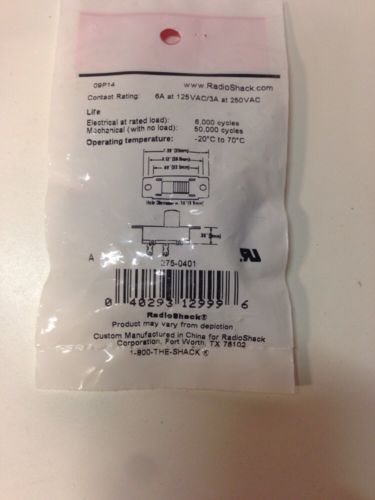 09P14
www.RadioShack.com
Contact Rating: 6A at 125VAC/3A at 250VAC
Life
Electrical at rated load): 6,000 cycles
Mechanical (with no load): 50,000 cycles
Operating temperature: -20°C to 70°C
Hole Diameter =
A
275-0401
0 40293 12999 6
RadioShack®
Product may vary from depiction
Custom Manufactured in China for RadioShack
Corporation, Fort Worth, TX 76102
1-800-THE-SHACK®